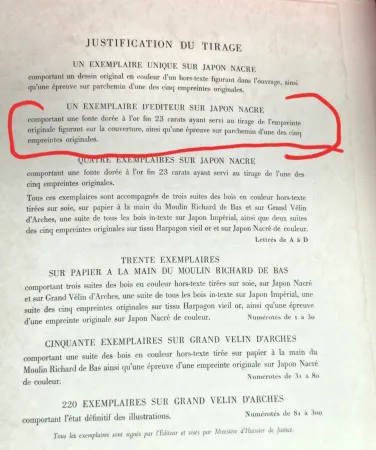 JUSTIFICATION DU TIRAGE
UN EXEMPLAIRE UNIQUE SUR JAPON NACRE
comportant un dessin original en couleur d'un hors-texte figurant dans l'ouvrage, ainsi
qu'une épreuve sur parchemin d'une des cinq empreintes originales.
UN EXEMPLAIRE D'EDITEUR SUR JAPON NACRE
comportant une fonte dorée à l'or fin 23 carats ayant servi au tirage de l'empreinte
originale figurant sur la couverture, ainsi qu'une épreuve sur parchemin d'une des cinq
empreintes originales.
QUATRE EXEMPLAIRES SUR JAPON NACRE
comportant une fonte dorée à l'or fin 23 carats ayant servi au tirage de l'une des
cinq empreintes originales.
Tous ces exemplaires sont accompagnés de trois suites des bois en couleur hors-texte
tirées sur soie, sur papier à la main du Moulin Richard de Bas et sur Grand Vélin
d'Arches, une suite de tous les bois in-texte sur Japon Impérial, ainsi que deux suites
des cinq empreintes originales sur tissu Harpagon vieil or et sur Japon Nacré de couleur.
Lettrés de A à D
TRENTE EXEMPLAIRES
SUR PAPIER A LA MAIN DU MOULIN RICHARD DE BAS
comportant trois suites des bois en couleur hors-texte tirées sur soie, sur Japon Nacré
et sur Grand Vélin d'Arches, une suite de tous les bois in-texte sur Japon Impérial, une
suite des cinq empreintes originales sur tissus Harpagon vieil or, ainsi qu'une épreuve
d'une empreinte originale sur Japon Nacré de couleur. Numérotés de 1 à 30
CINQUANTE EXEMPLAIRES SUR GRAND VELIN D'ARCHES
comportant une suite des bois en couleur hors-texte tirée sur papier à la main du
Moulin Richard de Bas ainsi qu'une épreuve d'une empreinte originale sur Japon Nacré
de couleur. Numérotés de 31 à 80
220 EXEMPLAIRES SUR GRAND VELIN D'ARCHES
comportant l'état définitif des illustrations. Numérotés de 81 à 300
Tous les exemplaires sont signés par l'Editeur et visés par Ministère d'Huissier de Justice.